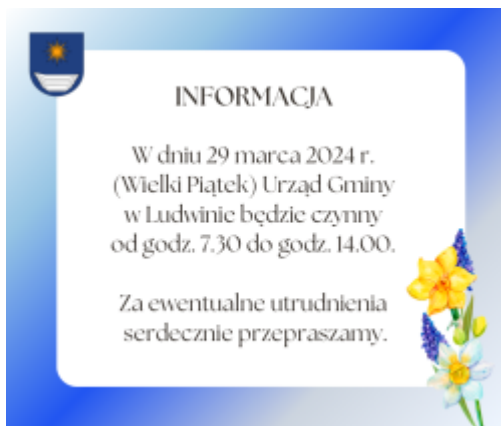 INFORMACJA
W dniu 29 marca 2024 r.
(Wielki Piątek) Urząd Gminy
w Ludwinie będzie czynny
od godz. 7.30 do godz. 14.00.
Za ewentualne utrudnienia
serdecznie przepraszamy.